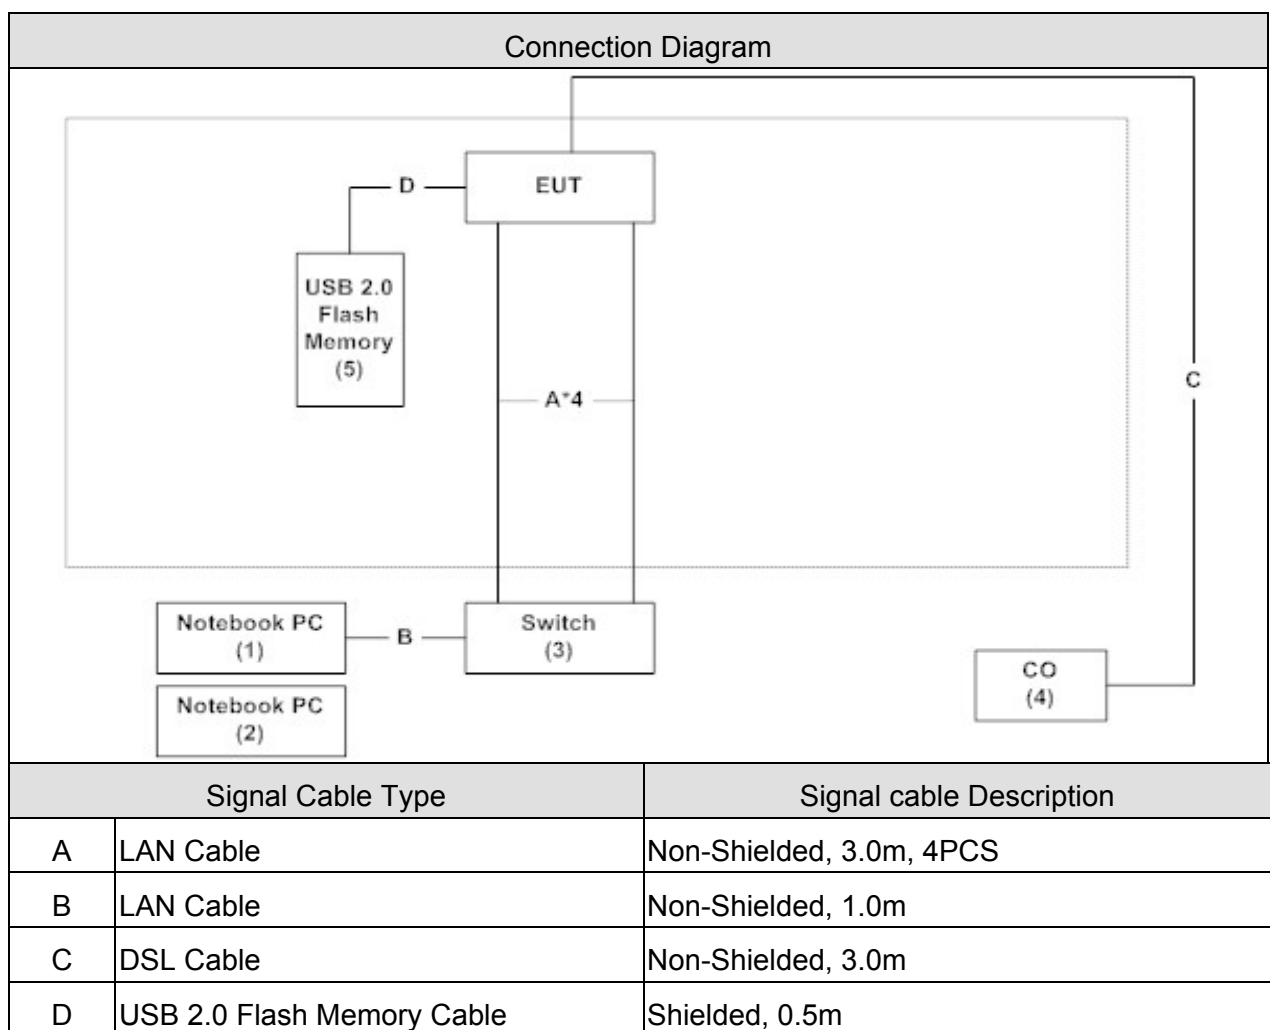 Connection Diagram
EUT
D
USB 2.0
Flash
Memory
(5)
C
A*4
Notebook PC
(1)
B
Switch
(3)
CO
(4)
Notebook PC
(2)
Signal Cable Type Signal cable Description
A LAN Cable Non-Shielded, 3.0m, 4PCS
B LAN Cable Non-Shielded, 1.0m
C DSL Cable Non-Shielded, 3.0m
D USB 2.0 Flash Memory Cable Shielded, 0.5m